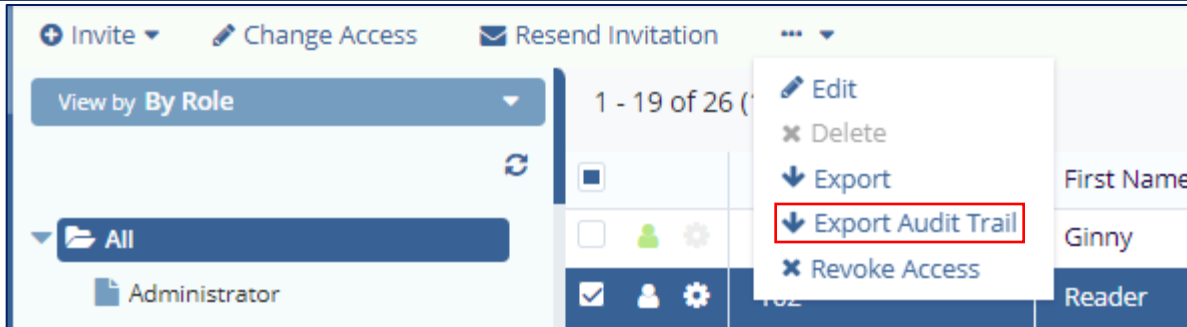 Invite Change Access Resend Invitation ...
View by By Role
1 - 19 of 26 (
Edit
Delete
Export
First Name
Export Audit Trail
All
Ginny
Revoke Access
Administrator
Reader